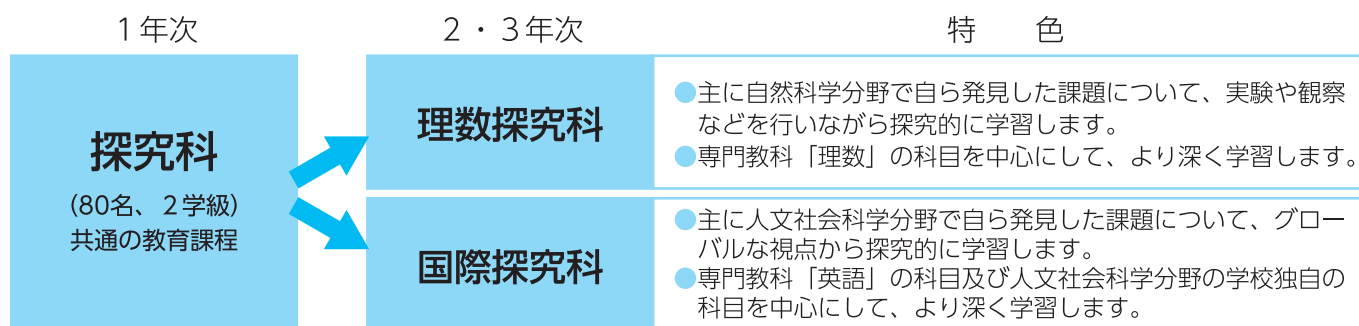 1年次
2・3年次
特　色
探究科
(80名、2学級)
共通の教育課程
理数探究科
●主に自然科学分野で自ら発見した課題について、実験や観察
などを行いながら探究的に学習します。
●専門教科「理数」の科目を中心にして、より深く学習します。
国際探究科
●主に人文社会科学分野で自ら発見した課題について、グロー
バルな視点から探究的に学習します。
●専門教科「英語」の科目及び人文社会科学分野の学校独自の
科目を中心にして、より深く学習します。